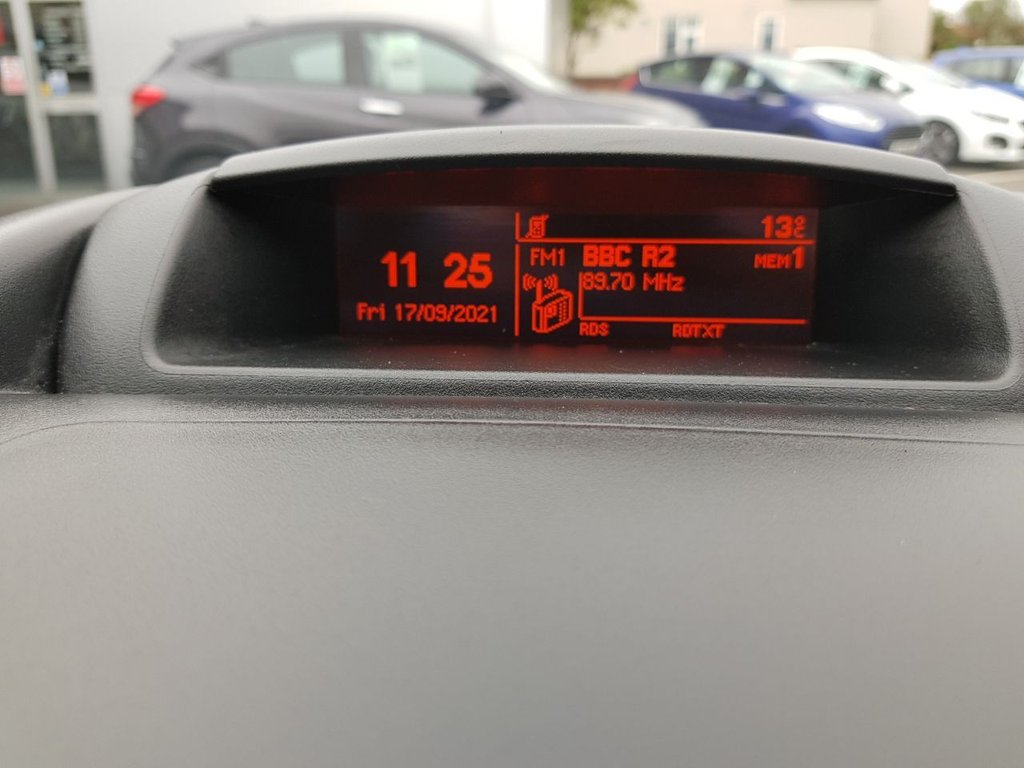 11 25
Fri 17/09/2021
13°C
FM1 BBC R2 MEM1
89.70 MHz
RDS RDTXT